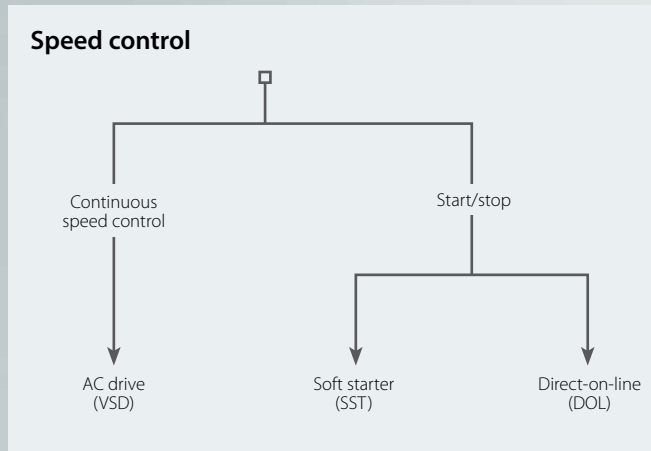 Speed control
Continuous
speed control
Start/stop
AC drive
(VSD)
Soft starter
(SST)
Direct-on-line
(DOL)